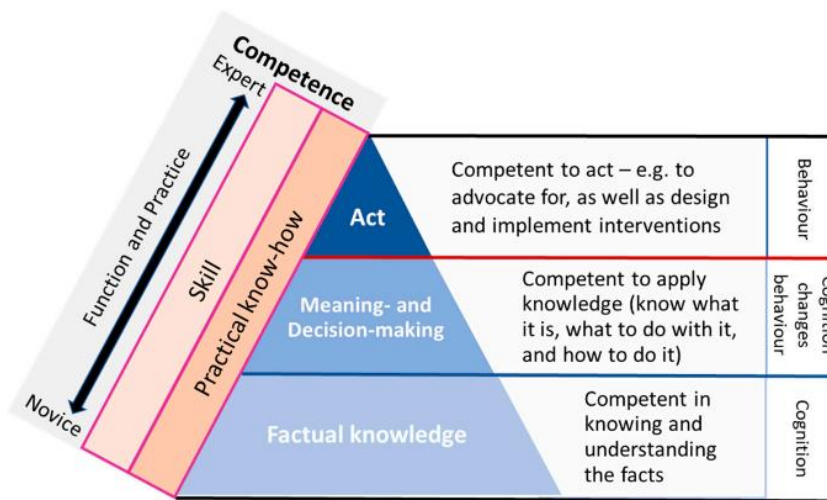 Competence
Expert
Function and Practice
Novice
Skill
Practical know-how
Act
Competent to act – e.g. to
advocate for, as well as design
and implement interventions
Behaviour
Meaning- and
Decision-making
Competent to apply
knowledge (know what
it is, what to do with it,
and how to do it)
Cognition
changes
behaviour
Factual knowledge
Competent in
knowing and
understanding
the facts
Cognition